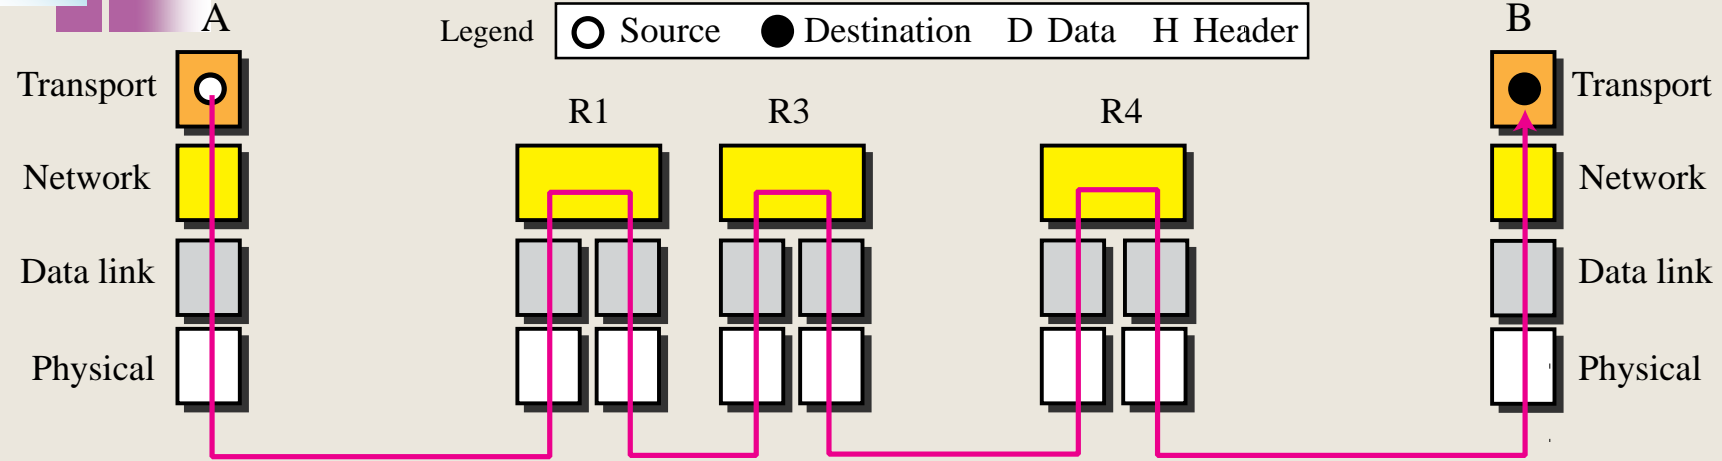 A
Legend
Source
Destination
D Data
H Header
B
Transport
R1
R3
R4
Transport
Network
Network
Data link
Data link
Physical
Physical